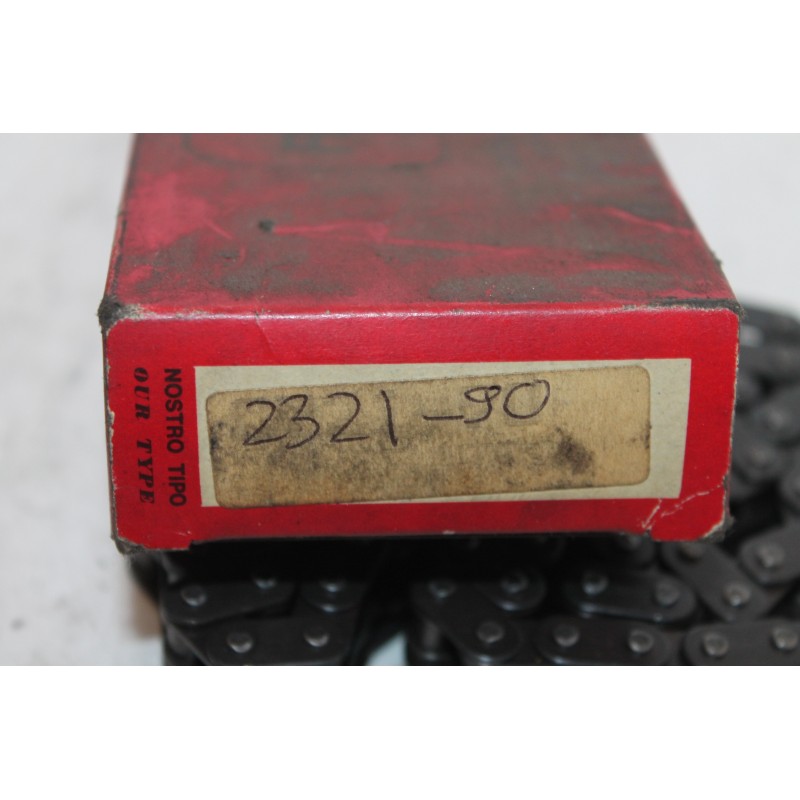 NOSTRO TIPO
OUR TYPE
2321-90